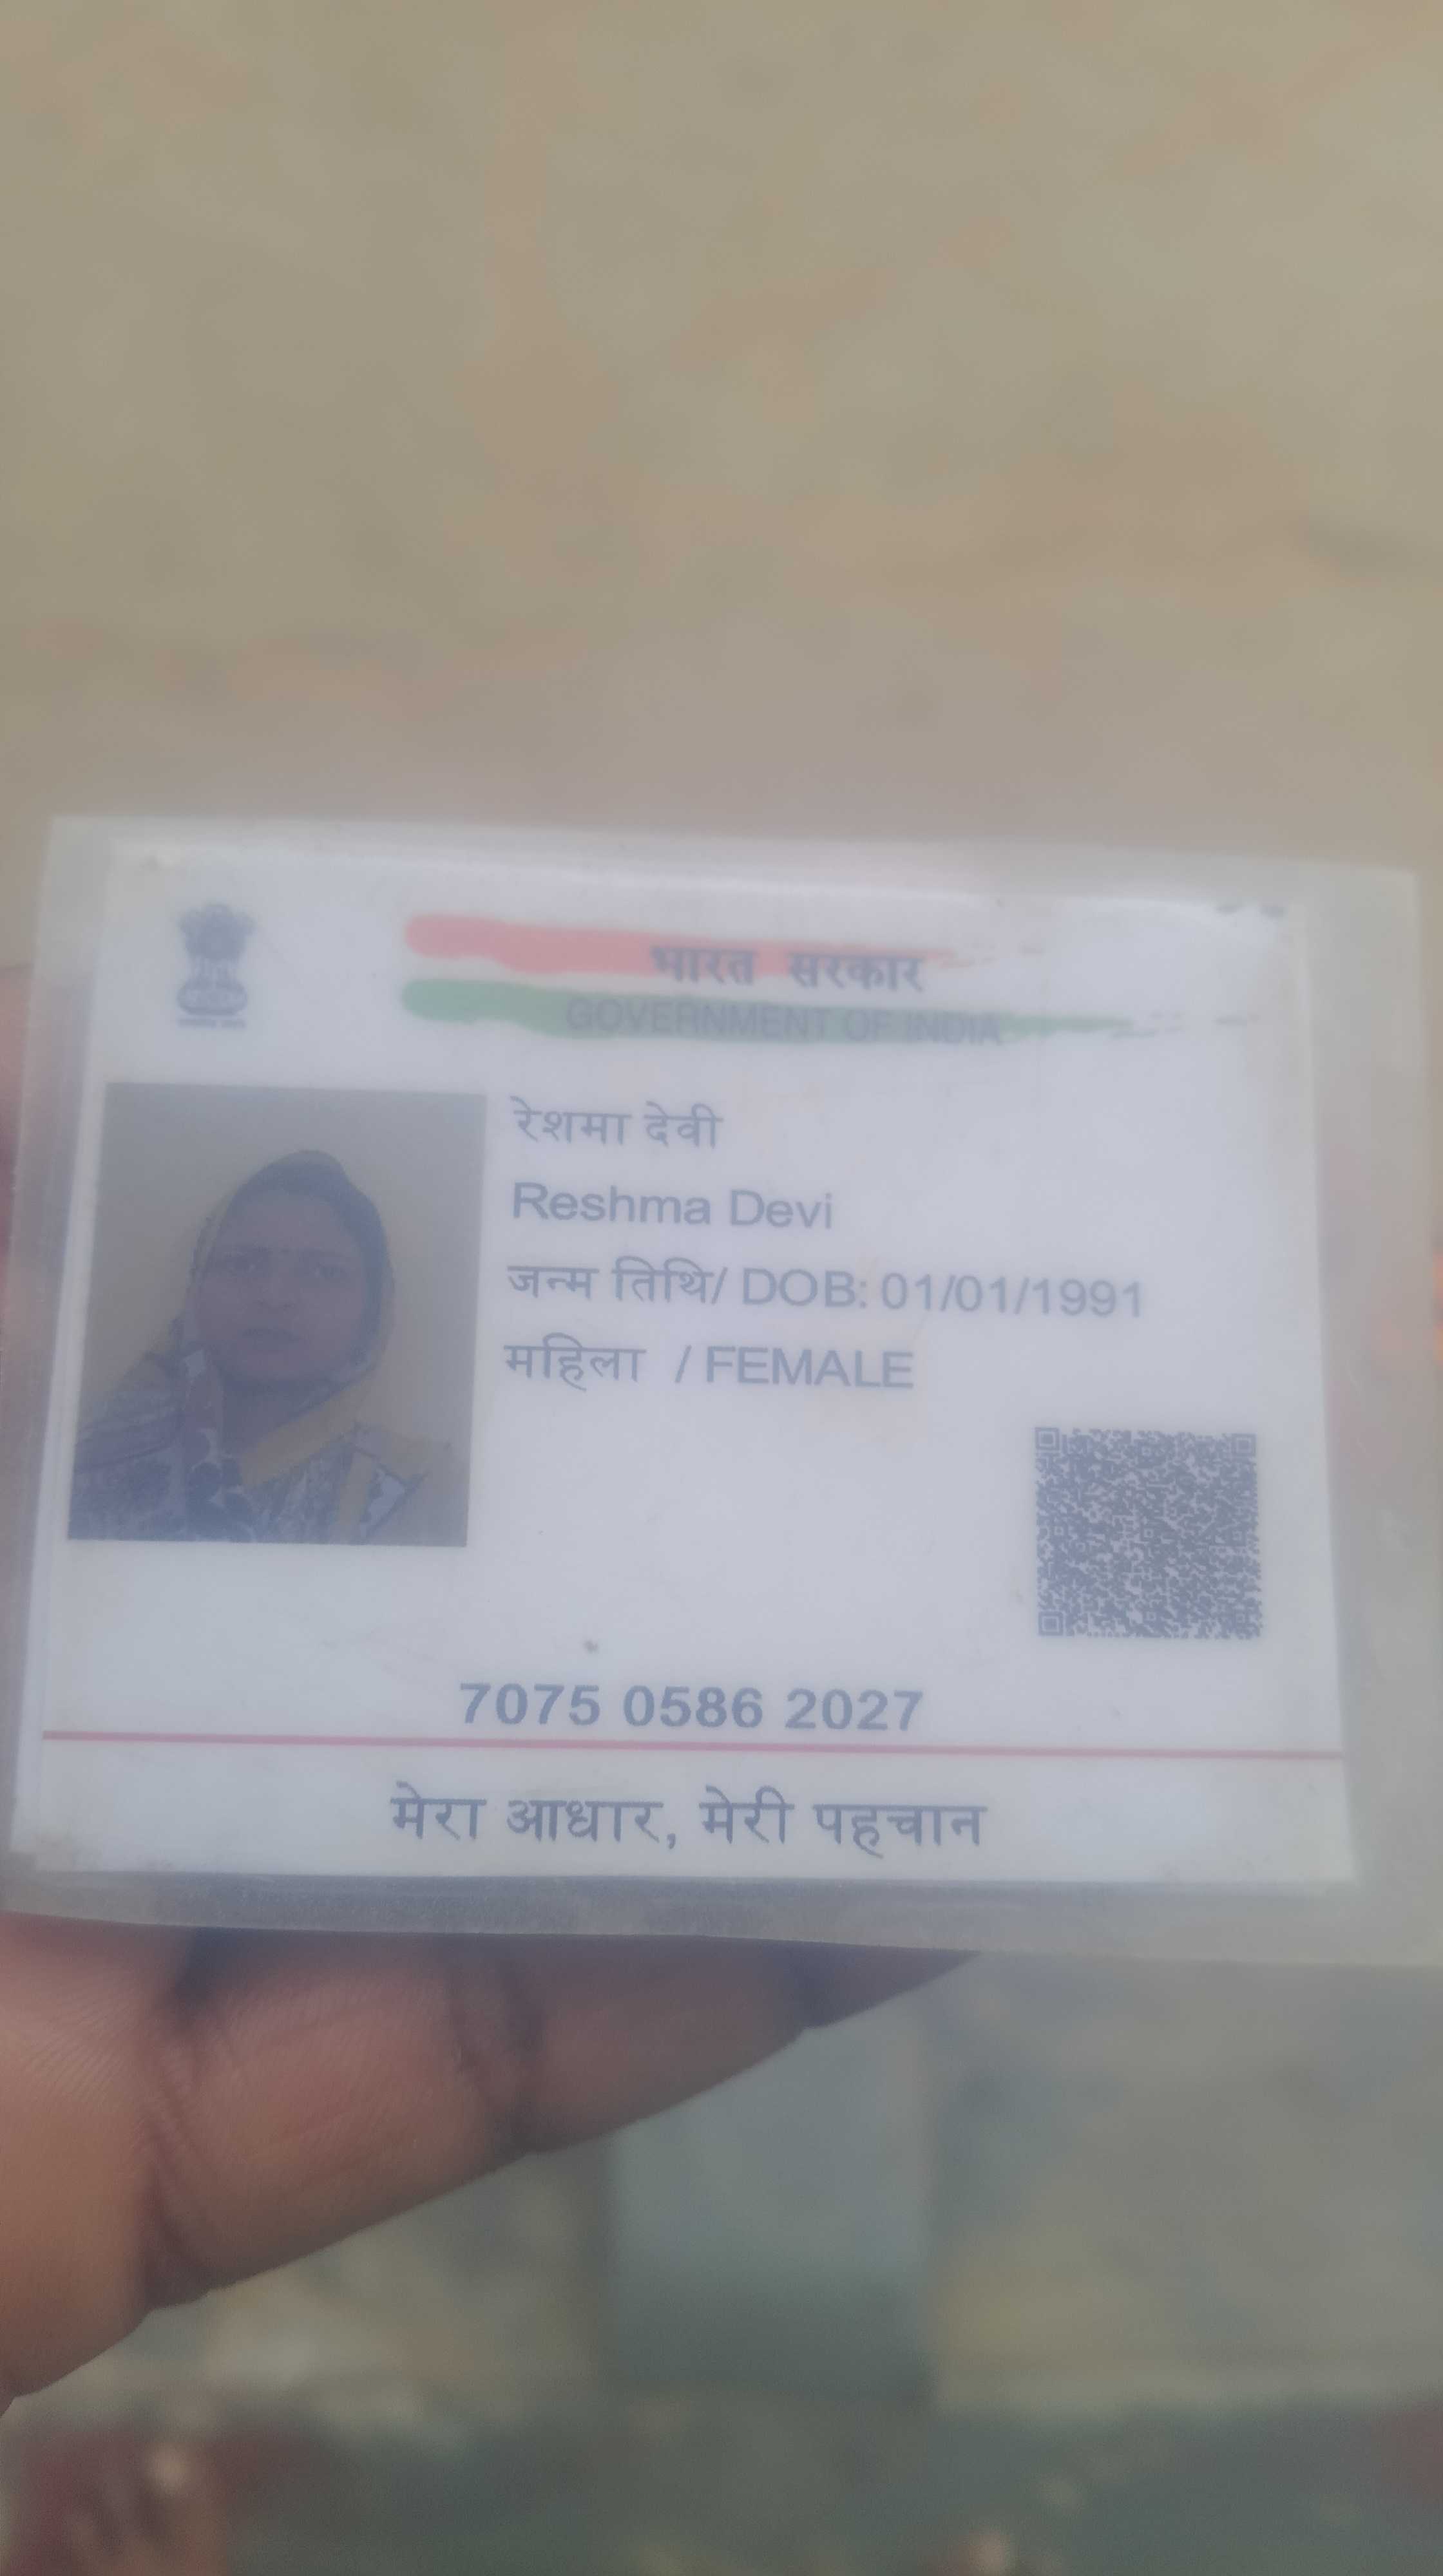 भारत सरकार
GOVERNMENT OF INDIA
रेशमा देवी
Reshma Devi
जन्म तिथि/ DOB: 01/01/1991
महिला / FEMALE
7075 0586 2027
मेरा आधार, मेरी पहचान